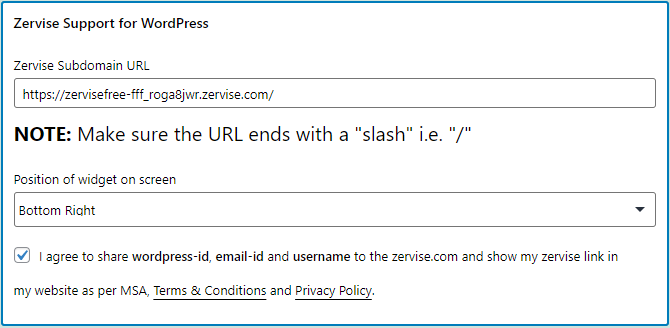 Zervise Support for WordPress
Zervise Subdomain URL
https://zervisefree-fff_roga8jwr.zervise.com/
NOTE: Make sure the URL ends with a "slash" i.e. "/"
Position of widget on screen
Bottom Right
I agree to share wordpress-id, email-id and username to the zervise.com and show my zervise link in
my website as per MSA, Terms & Conditions and Privacy Policy.